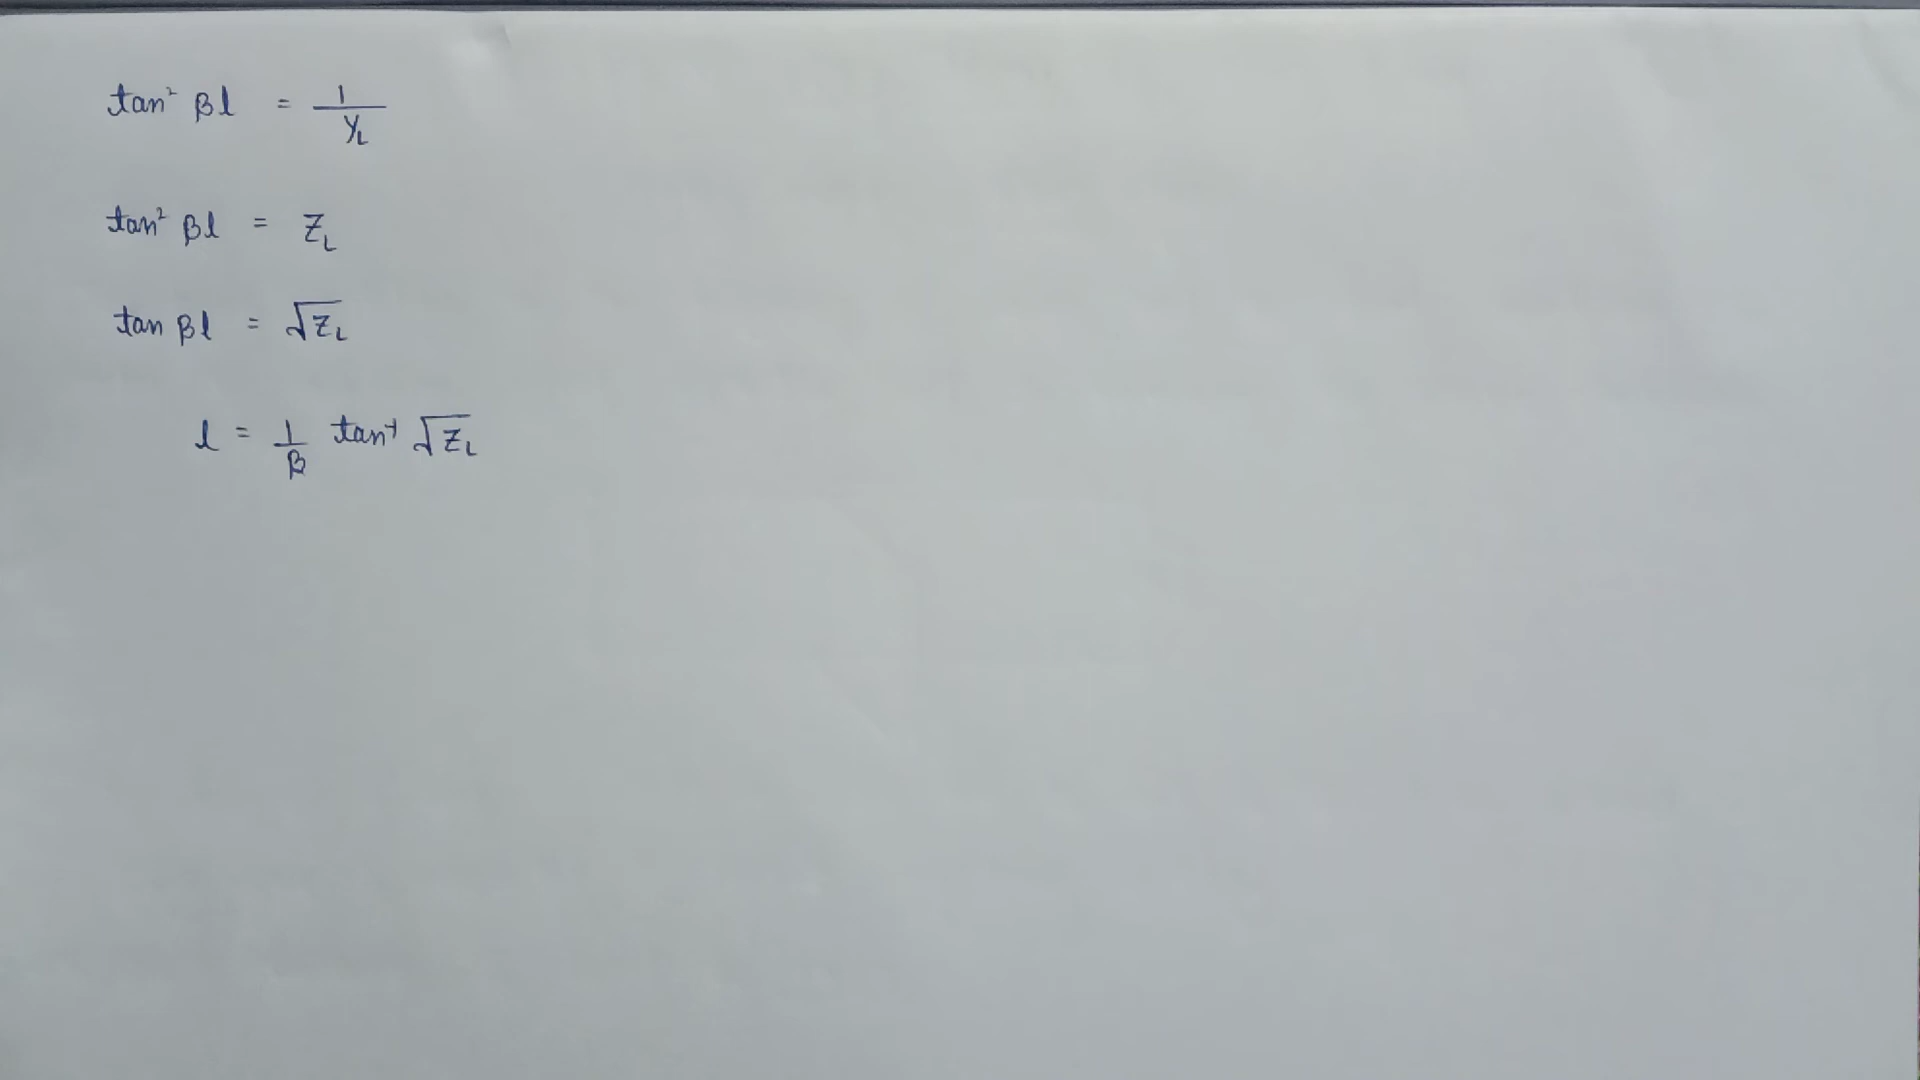 tan² βl = 1/y_L
tan² βl = z_L
tan βl = √z_L
l = 1/β tan⁻¹ √z_L